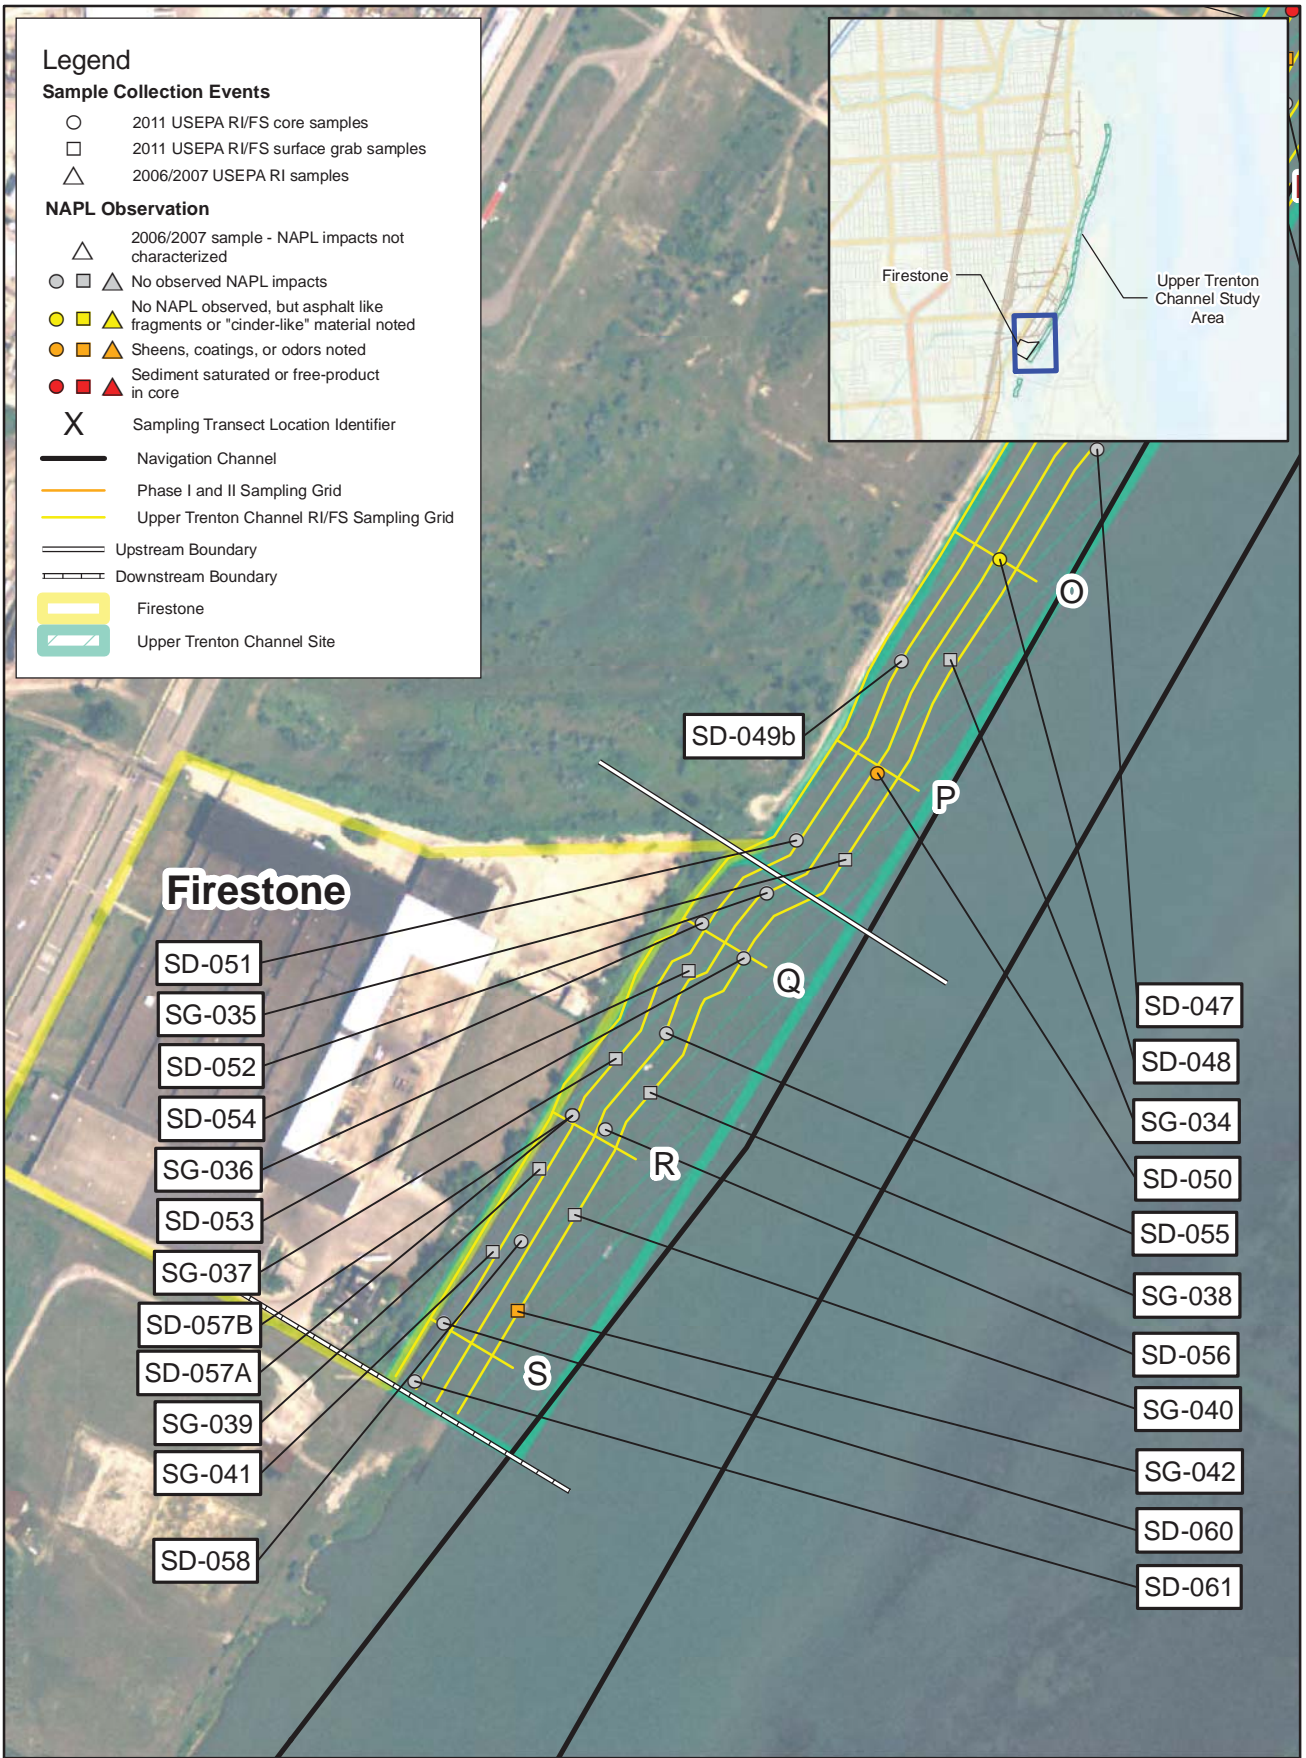 Legend
Sample Collection Events
2011 USEPA RI/FS core samples
2011 USEPA RI/FS surface grab samples
2006/2007 USEPA RI samples
NAPL Observation
2006/2007 sample - NAPL impacts not
characterized
No observed NAPL impacts
No NAPL observed, but asphalt like
fragments or "cinder-like" material noted
Sheens, coatings, or odors noted
Sediment saturated or free-product
in core
X Sampling Transect Location Identifier
Navigation Channel
Phase I and II Sampling Grid
Upper Trenton Channel RI/FS Sampling Grid
Upstream Boundary
Downstream Boundary
Firestone
Upper Trenton Channel Site
Firestone
Upper Trenton
Channel Study
Area
O
SD-049b
P
Firestone
SD-051
SG-035
SD-052
SD-054
SG-036
SD-053
SG-037
SD-057B
SD-057A
SG-039
SG-041
SD-058
Q
R
S
SD-047
SD-048
SG-034
SD-050
SD-055
SG-038
SD-056
SG-040
SG-042
SD-060
SD-061